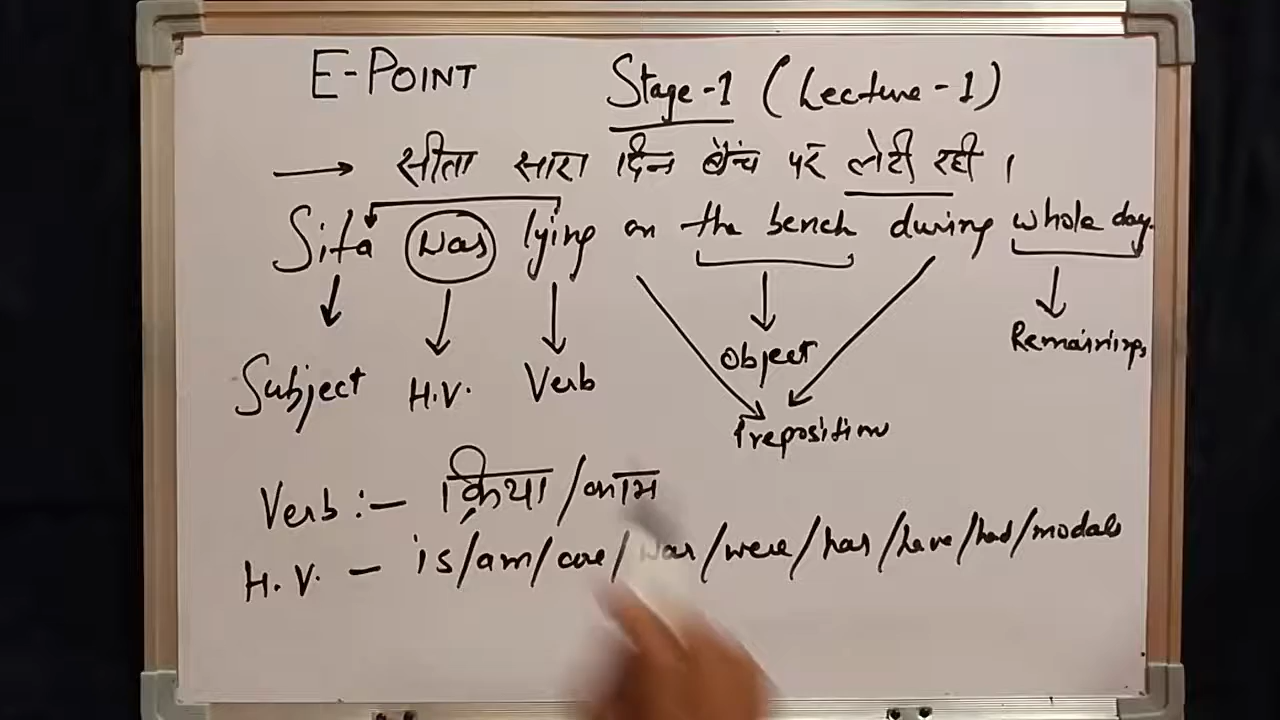 E-POINT Stage-1 (Lecture-1)
→ सीता सारा दिन बेंच पर लेटी रही ।
Sita was lying on the bench during whole day.
Subject H.V. Verb Object Remaining,
Preposition
Verb :- क्रिया / काम
H.V. - is/am/are/was/were/has/have/had/modals